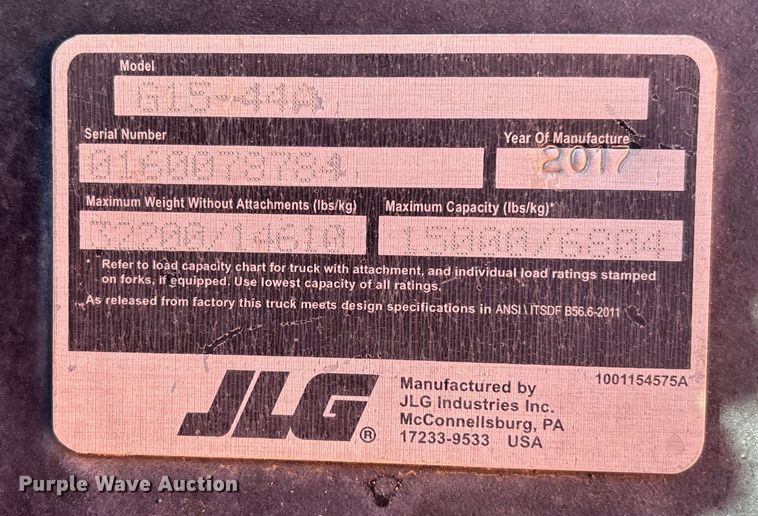 Model
G15-44A
Serial Number
0160079784
Year Of Manufacture
2017
Maximum Weight Without Attachments (lbs/kg)
32200/14610
Maximum Capacity (lbs/kg)*
15000/6804
* Refer to load capacity chart for truck with attachment, and individual load ratings stamped
on forks, if equipped. Use lowest capacity of all ratings.
As released from factory this truck meets design specifications in ANSI \ ITSDF B56.6-2011
JLG®
Manufactured by
JLG Industries Inc.
McConnellsburg, PA
17233-9533 USA
1001154575A
Purple Wave Auction